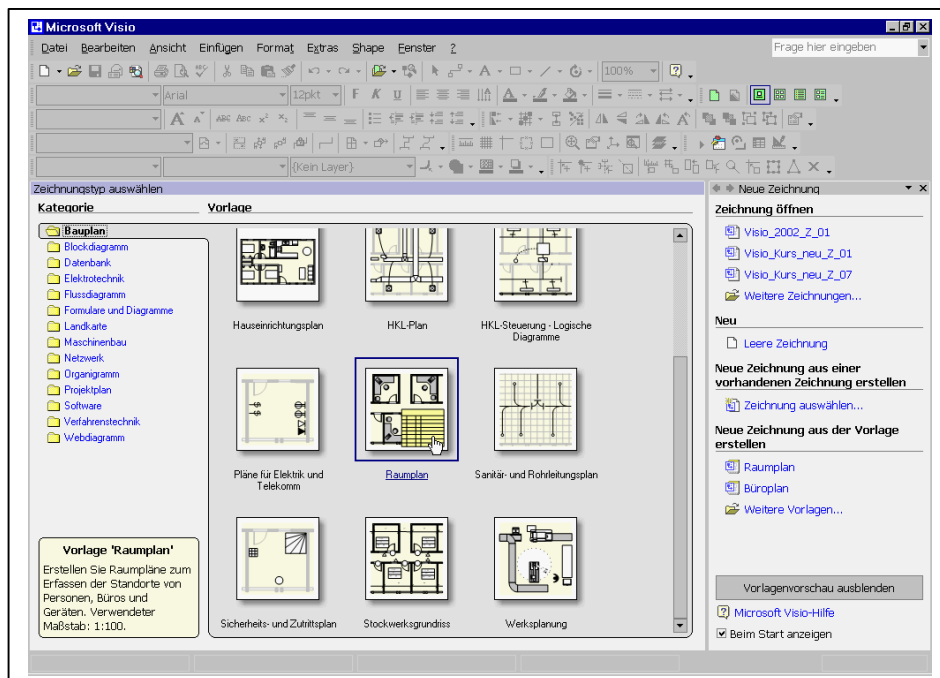 Microsoft Visio
Datei Bearbeiten Ansicht Einfügen Format Extras Shape Fenster ?
Frage hier eingeben
100%
Arial
12pkt
F K U
{Kein Layer}
Zeichnungstyp auswählen
Neue Zeichnung
Kategorie
Vorlage
Bauplan
Blockdiagramm
Datenbank
Elektrotechnik
Flussdiagramm
Formulare und Diagramme
Landkarte
Maschinenbau
Netzwerk
Organigramm
Projektplan
Software
Verfahrenstechnik
Webdiagramm
Hauseinrichtungsplan
HKL-Plan
HKL-Steuerung - Logische
Diagramme
Pläne für Elektrik und
Telekomm
Raumplan
Sanitär- und Rohrleitungsplan
Sicherheits- und Zutrittsplan
Stockwerksgrundriss
Werksplanung
Vorlage 'Raumplan'
Erstellen Sie Raumpläne zum
Erfassen der Standorte von
Personen, Büros und
Geräten. Verwendeter
Maßstab: 1:100.
Zeichnung öffnen
Visio_2002_Z_01
Visio_Kurs_neu_Z_01
Visio_Kurs_neu_Z_07
Weitere Zeichnungen...
Neu
Leere Zeichnung
Neue Zeichnung aus einer
vorhandenen Zeichnung erstellen
Zeichnung auswählen...
Neue Zeichnung aus der Vorlage
erstellen
Raumplan
Büroplan
Weitere Vorlagen...
Vorlagenvorschau ausblenden
Microsoft Visio-Hilfe
Beim Start anzeigen